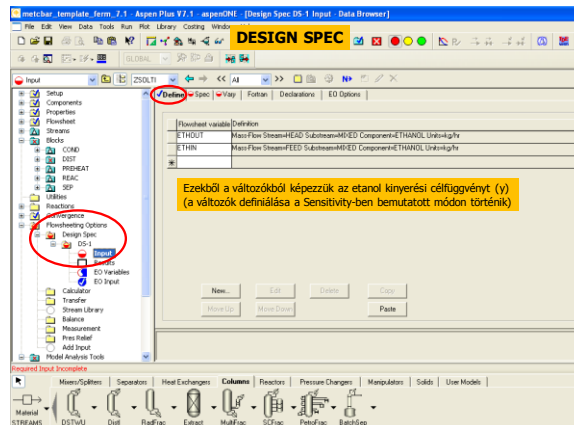 metcbar_template_ferm_7.1 - Aspen Plus V7.1 - aspenONE - [Design Spec DS-1 Input - Data Browser]
File Edit View Data Tools Run Plot Library Costing Window
DESIGN SPEC
GLOBAL
Input
ZSOLTI
<< All >> N>
Setup
Components
Properties
Flowsheet
Streams
Blocks
COND
DIST
PREHEAT
REAC
SEP
Utilities
Reactions
Convergence
Flowsheeting Options
Design Spec
DS-1
Input
Results
EO Variables
EO Input
Calculator
Transfer
Stream Library
Balance
Measurement
Pres Relief
Add Input
Model Analysis Tools
Define Spec Vary Fortran Declarations EO Options
Flowsheet variable Definition
ETHOUT Mass-Flow Stream=HEAD Substream=MIXED Component=ETHANOL Units=kg/hr
ETHIN Mass-Flow Stream=FEED Substream=MIXED Component=ETHANOL Units=kg/hr
*
Ezekből a változókból képezzük az etanol kinyerési célfüggvényt (y)
(a változók definiálása a Sensitivity-ben bemutatott módon történik)
New... Edit Delete Copy
Move Up Move Down Paste
Required Input Incomplete
Mixers/Splitters Separators Heat Exchangers Columns Reactors Pressure Changers Manipulators Solids User Models
Material
STREAMS DSTWU Distl RadFrac Extract MultiFrac SCFrac PetroFrac BatchSep